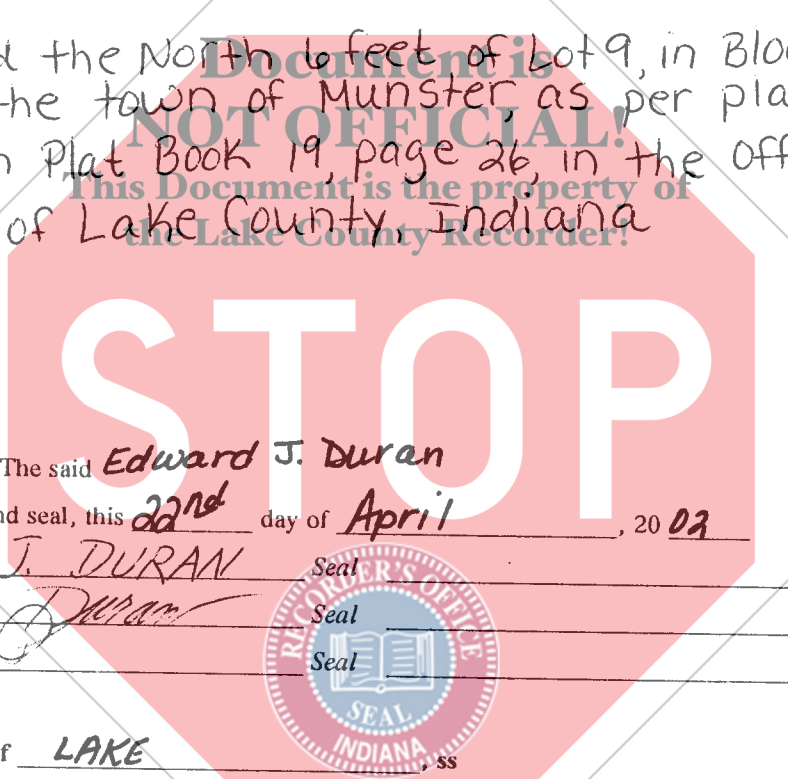 d the North 6 feet of Lot 9, in Bloc
Document is
the town of Munster, as per pla
NOT OFFICIAL!
n Plat Book 19, page 26, in the Off
This Document is the property of
of Lake County, Indiana
the Lake County Recorder!
STOP
The said Edward J. Duran
nd seal, this 22nd day of April, 20 02
J. DURAN Seal
J Duran Seal
Seal
RECORDER'S OFFICE
SEAL
INDIANA
f LAKE, ss